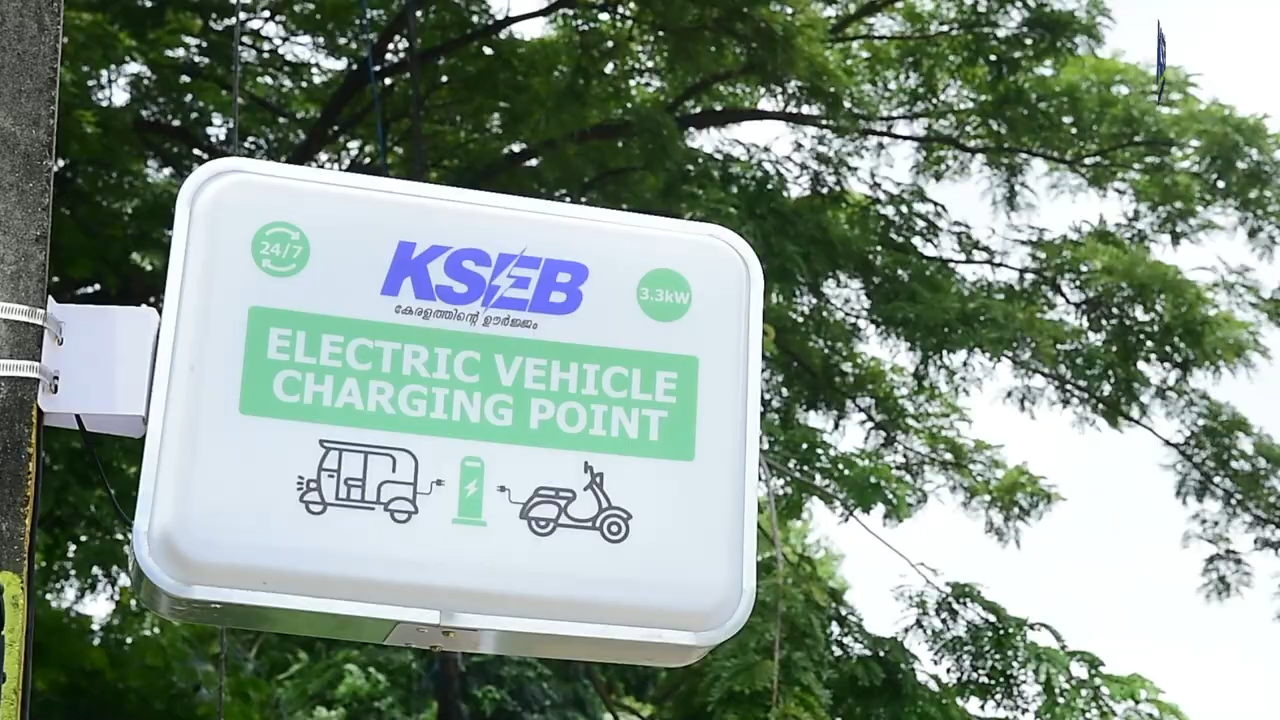 24/7
KSEB
3.3kW
കേരളത്തിന്റെ ഊർജ്ജം
ELECTRIC VEHICLE
CHARGING POINT